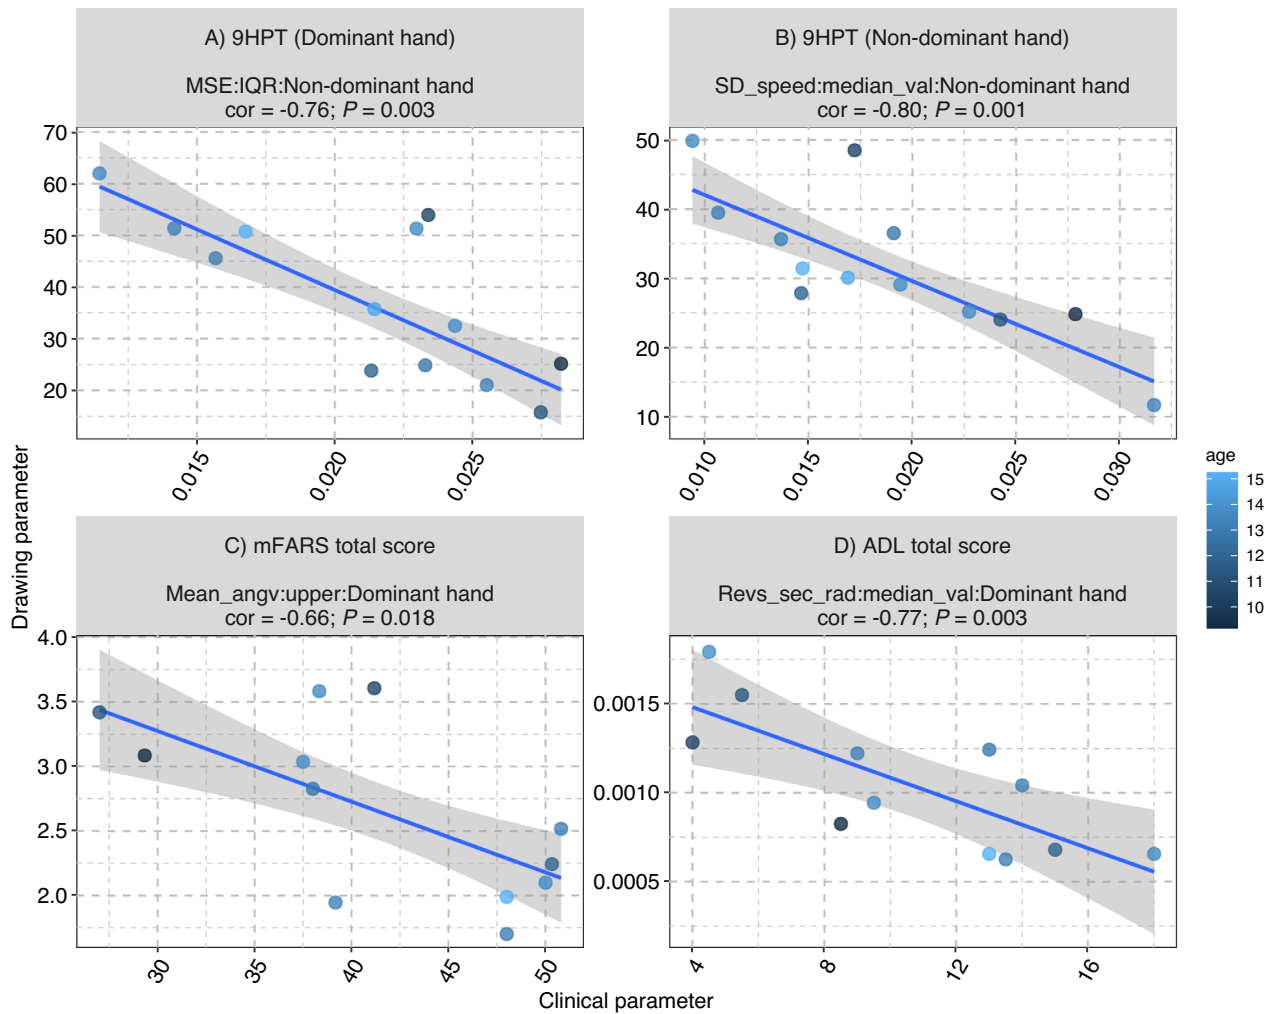 A) 9HPT (Dominant hand)
MSE:IQR:Non-dominant hand
cor = -0.76; P = 0.003
70
60
50
40
30
20
0.015
0.020
0.025
B) 9HPT (Non-dominant hand)
SD_speed:median_val:Non-dominant hand
cor = -0.80; P = 0.001
50
40
30
20
10
0.010
0.015
0.020
0.025
0.030
C) mFARS total score
Mean_angv:upper:Dominant hand
cor = -0.66; P = 0.018
4.0
3.5
3.0
2.5
2.0
30
35
40
45
50
D) ADL total score
Revs_sec_rad:median_val:Dominant hand
cor = -0.77; P = 0.003
0.0015
0.0010
0.0005
4
8
12
16
Drawing parameter
Clinical parameter
age
15
14
13
12
11
10